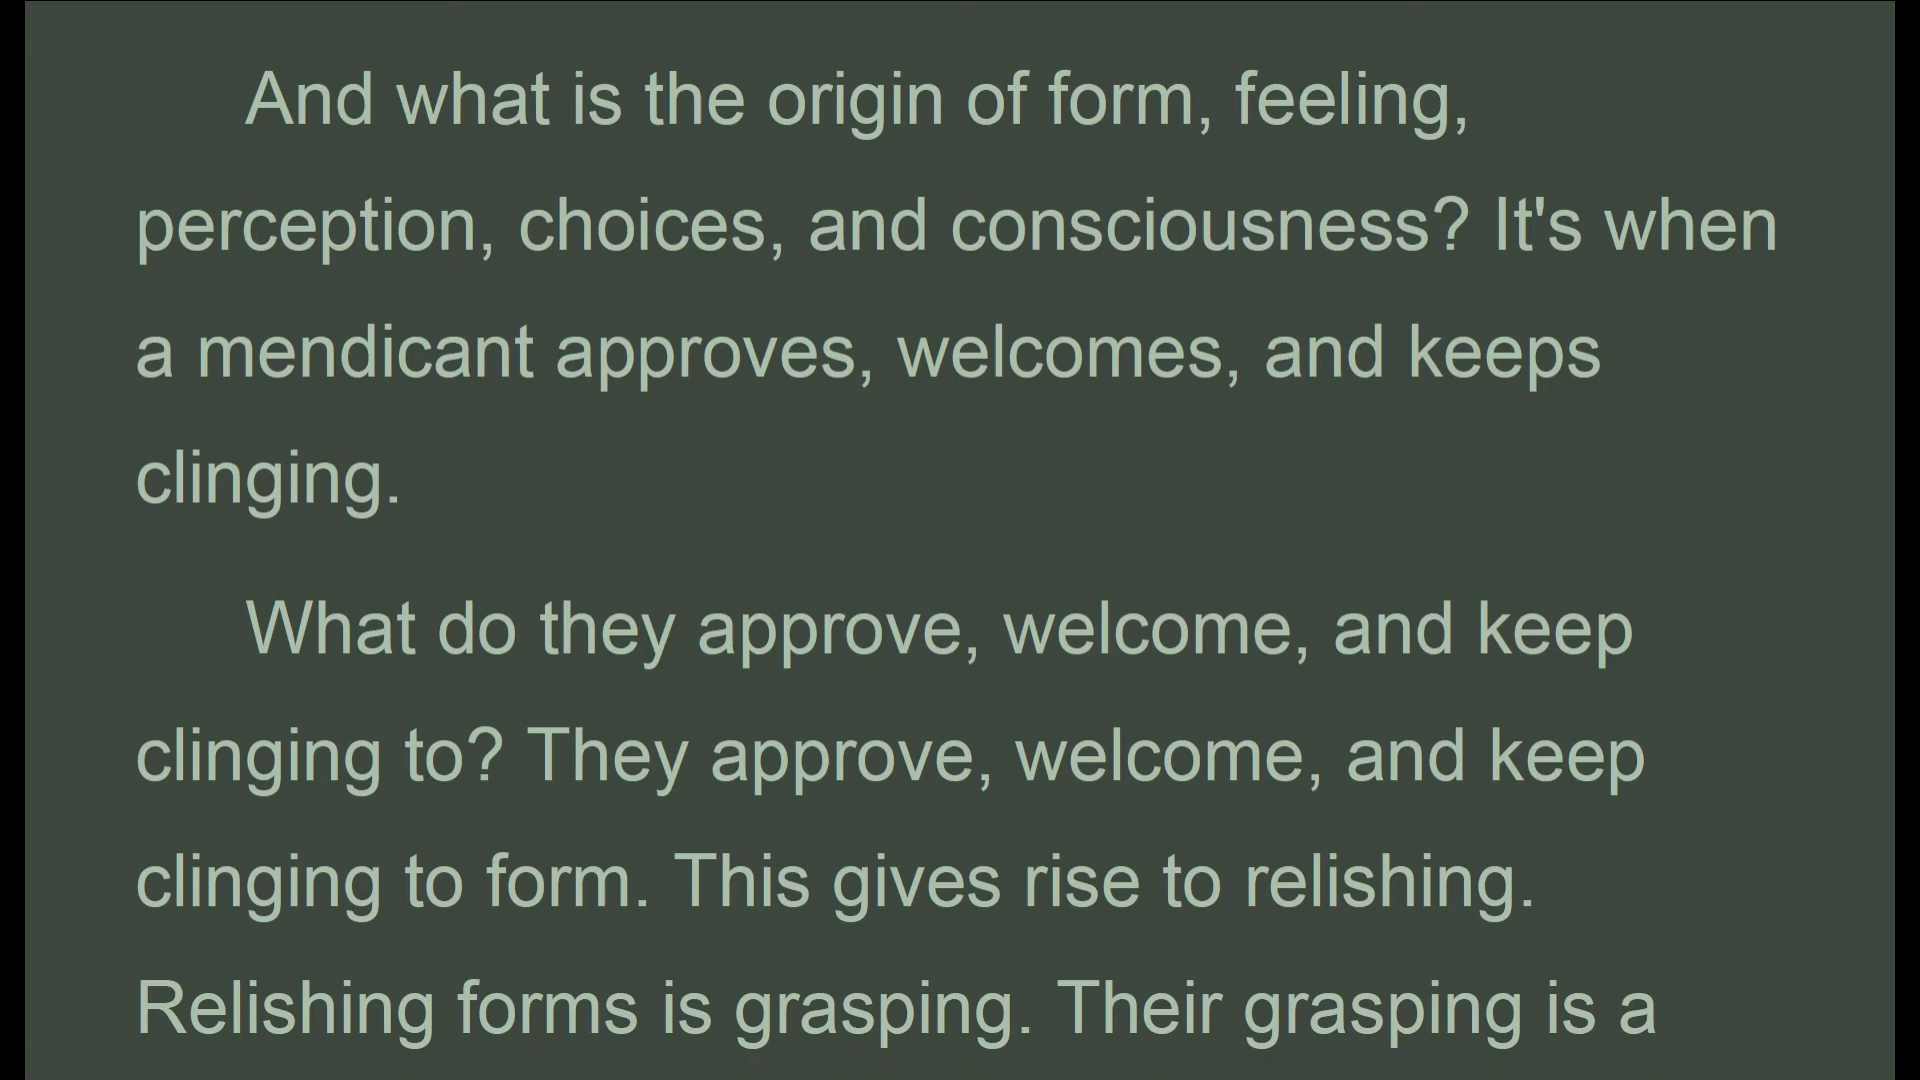 And what is the origin of form, feeling,
perception, choices, and consciousness? It's when
a mendicant approves, welcomes, and keeps
clinging.
What do they approve, welcome, and keep
clinging to? They approve, welcome, and keep
clinging to form. This gives rise to relishing.
Relishing forms is grasping. Their grasping is a